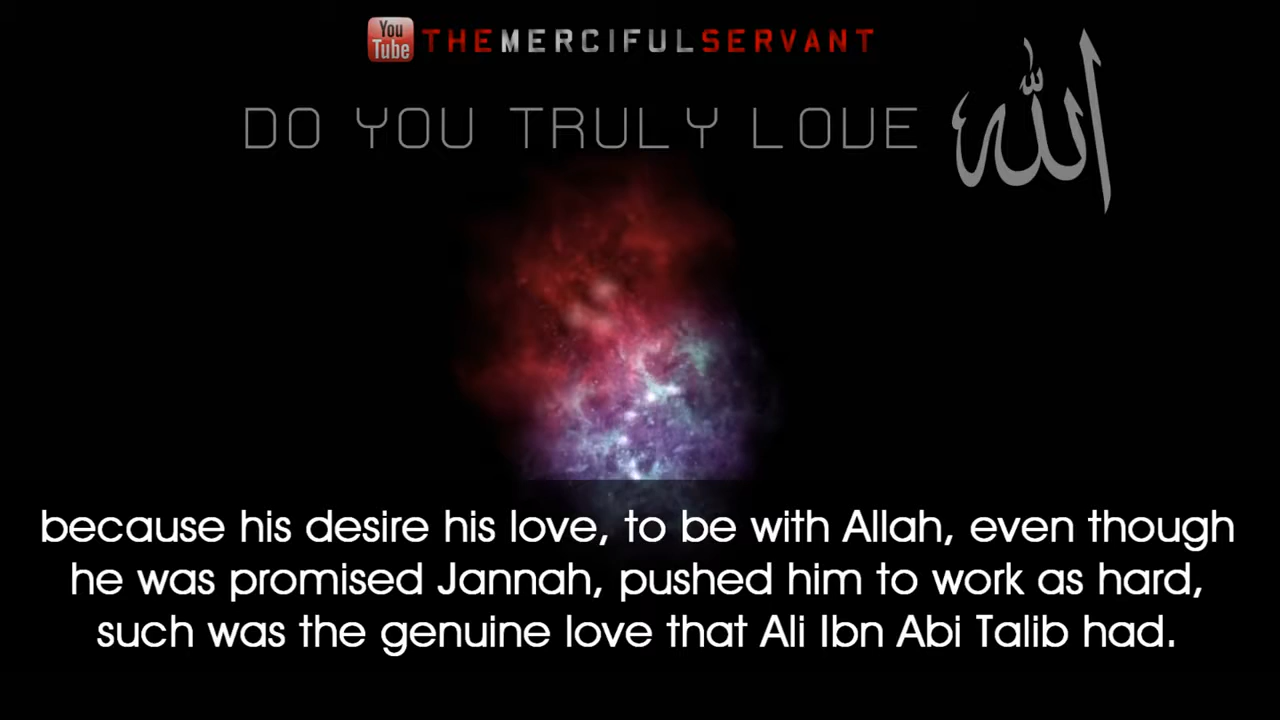 You Tube THEMERCIFULSERVANT
DO YOU TRULY LOVE الله
because his desire his love, to be with Allah, even though
he was promised Jannah, pushed him to work as hard,
such was the genuine love that Ali Ibn Abi Talib had.